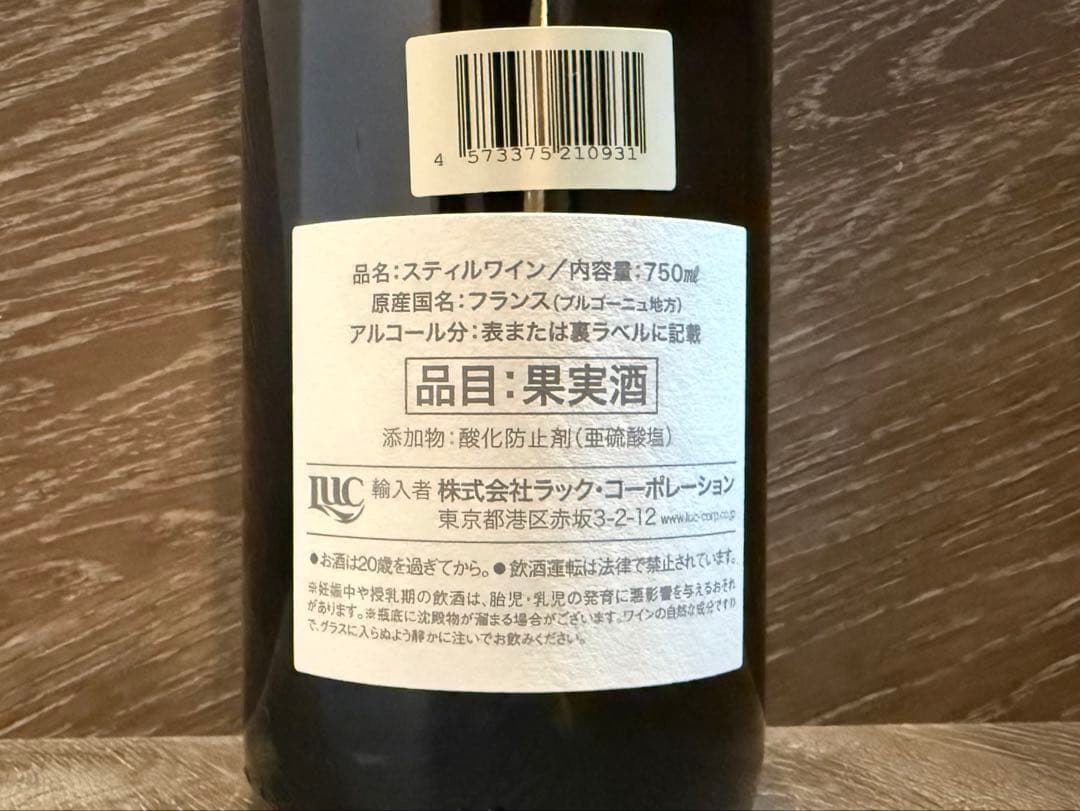 4 573375 210931
品名：スティルワイン／内容量：750㎖
原産国名：フランス（ブルゴーニュ地方）
アルコール分：表または裏ラベルに記載
品目：果実酒
添加物：酸化防止剤（亜硫酸塩）
LUC 輸入者 株式会社ラック・コーポレーション
東京都港区赤坂3-2-12 www.luc-corp.co.jp
●お酒は20歳を過ぎてから。●飲酒運転は法律で禁止されています。
※妊娠中や授乳期の飲酒は、胎児・乳児の発育に悪影響を与えるおそれ
があります。※瓶底に沈殿物が溜まる場合がございます。ワインの自然な成分ですの
で、グラスに入らぬよう静かに注いでお飲みください。